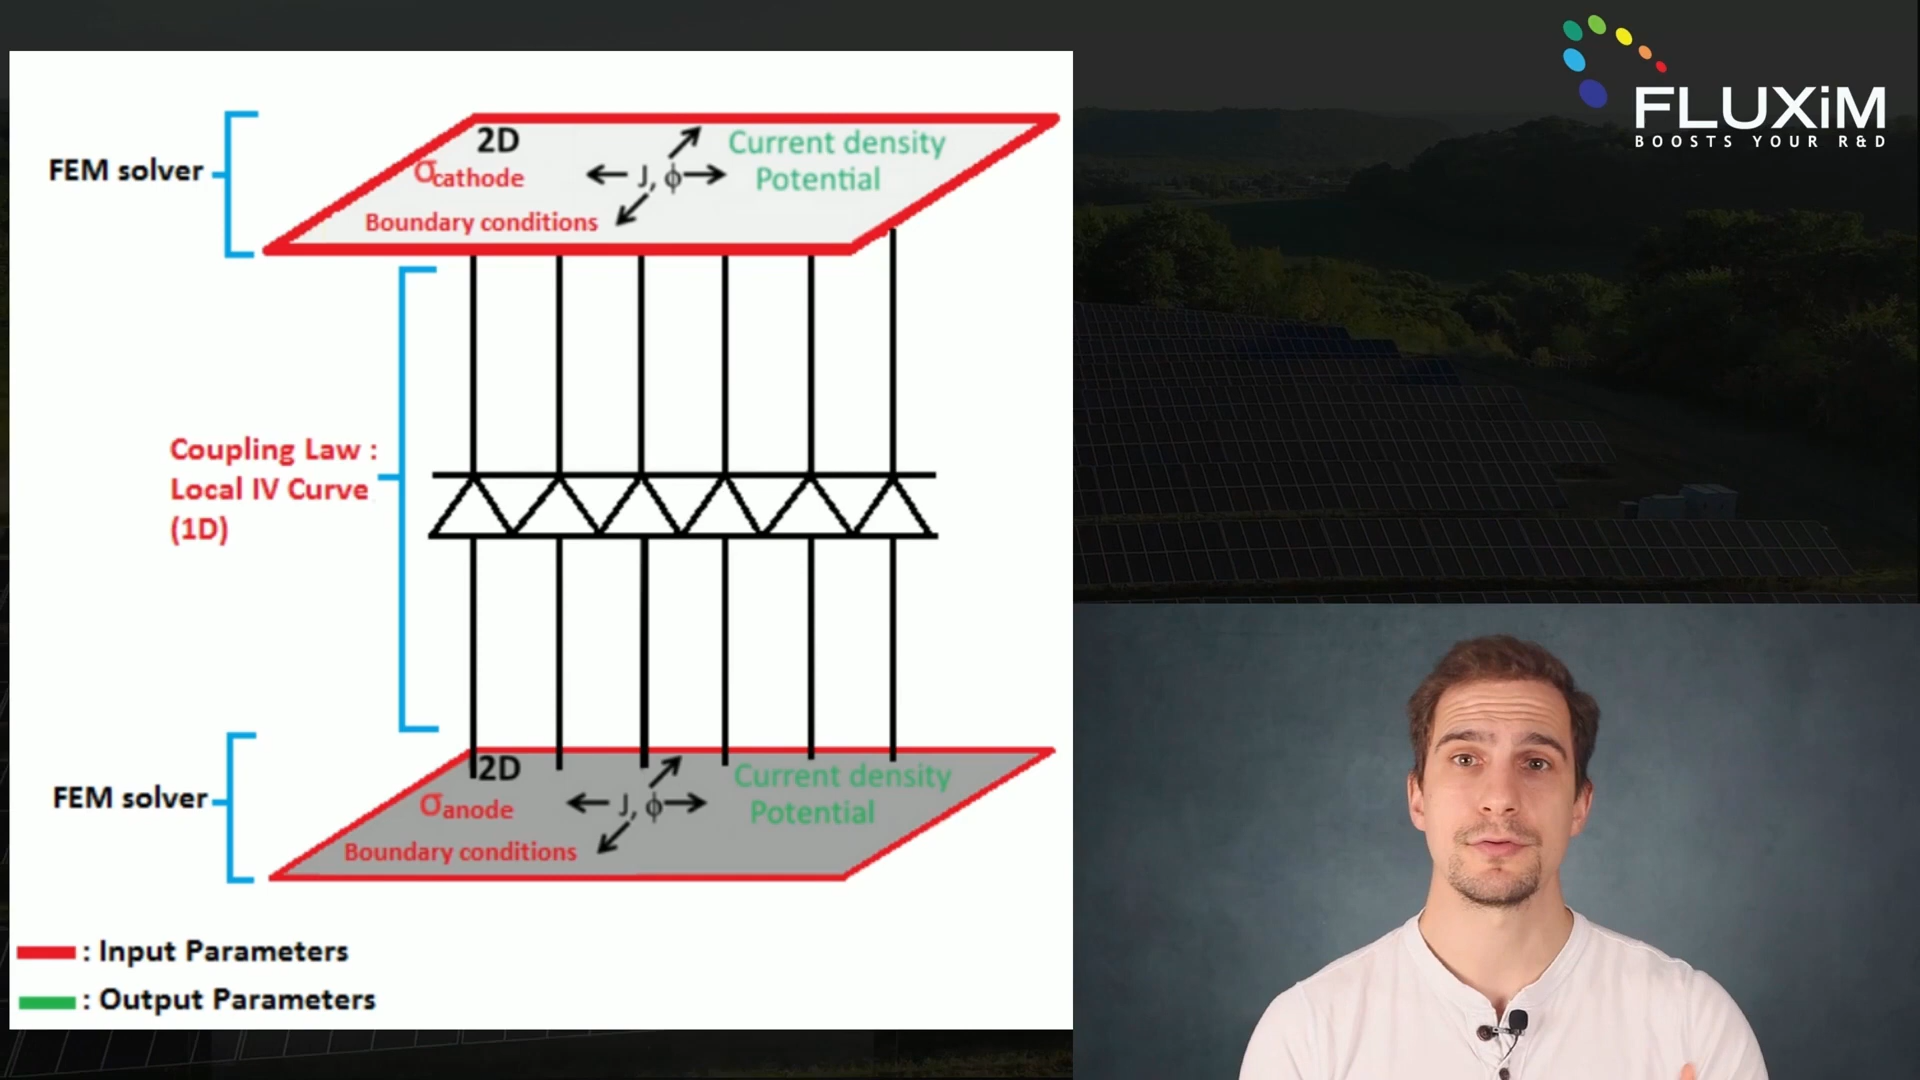 FEM solver
2D
σcathode
Boundary conditions
J, ϕ
Current density
Potential
Coupling Law :
Local IV Curve
(1D)
FEM solver
2D
σanode
Boundary conditions
J, ϕ
Current density
Potential
: Input Parameters
: Output Parameters
FLUXiM
BOOSTS YOUR R&D